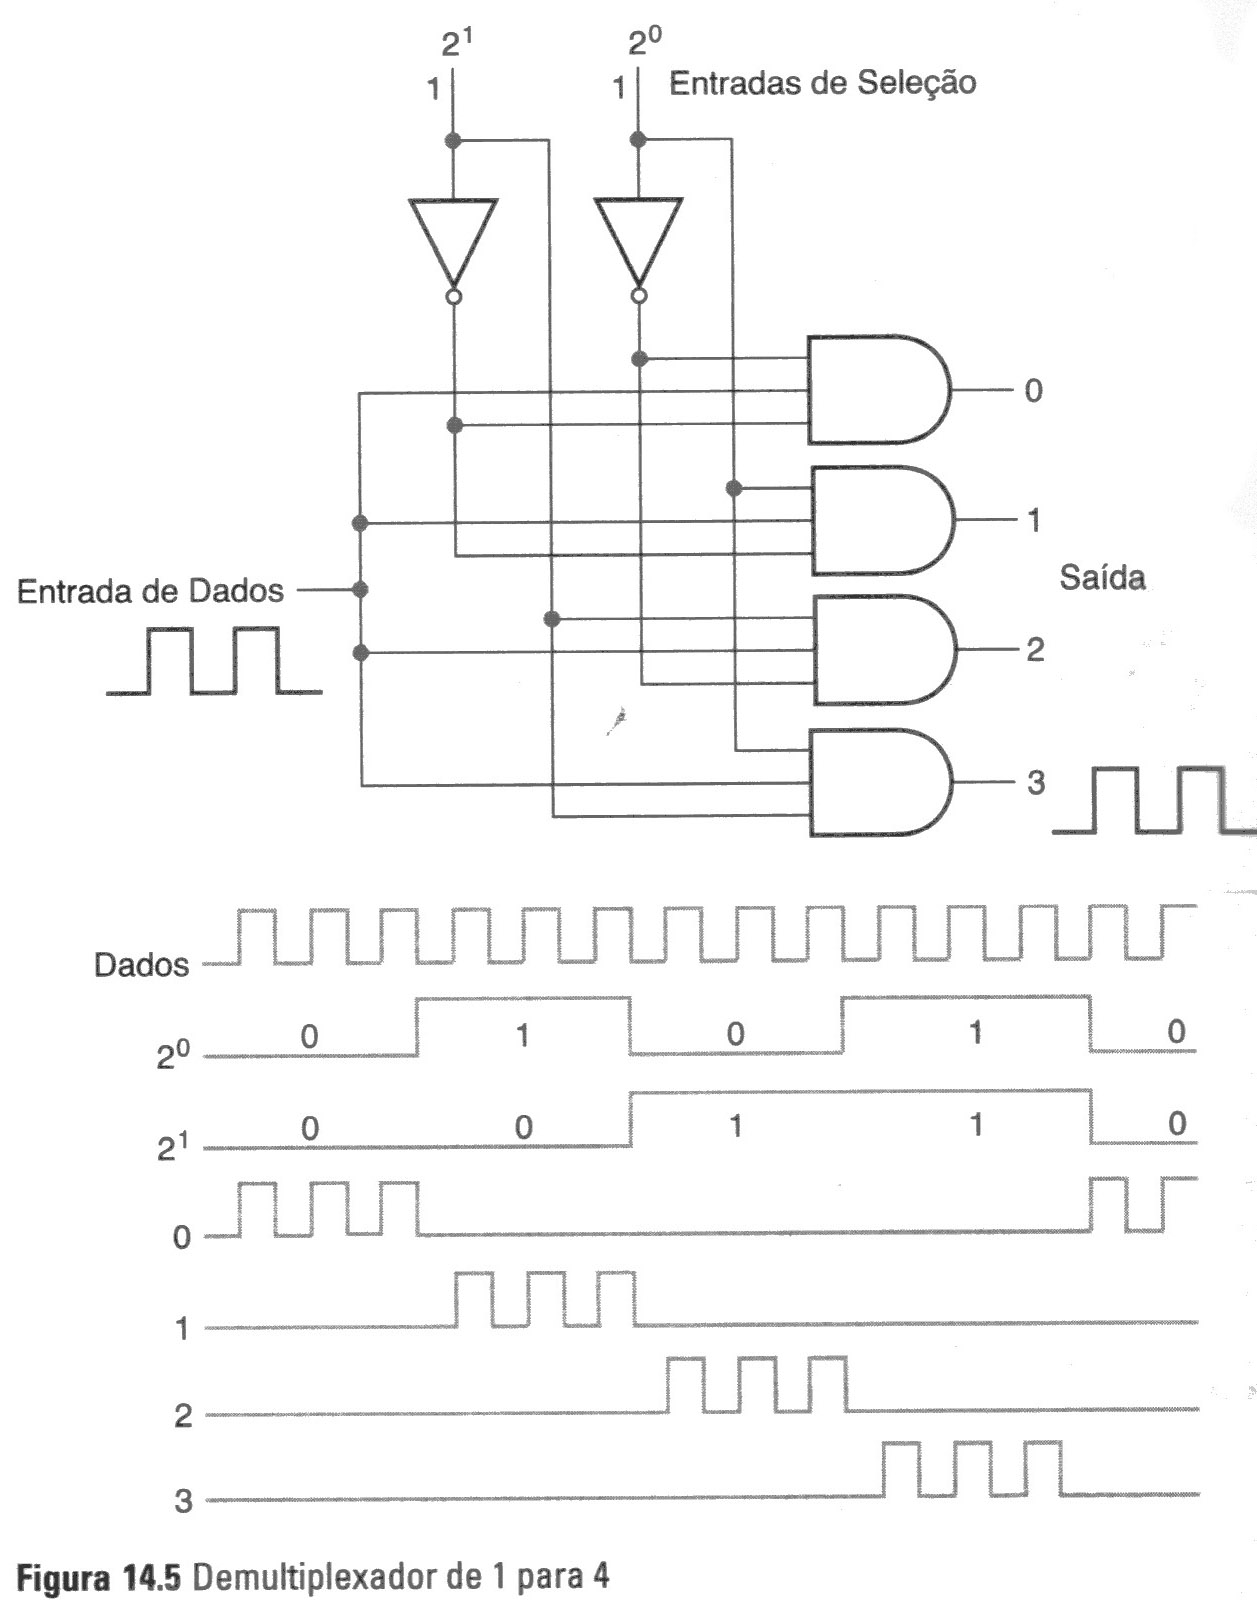 2¹ 2⁰
1 1 Entradas de Seleção
0
1
Saída
Entrada de Dados
2
3
Dados
0 1 0 1 0
2⁰
0 0 1 1 0
2¹
0
1
2
3
Figura 14.5 Demultiplexador de 1 para 4